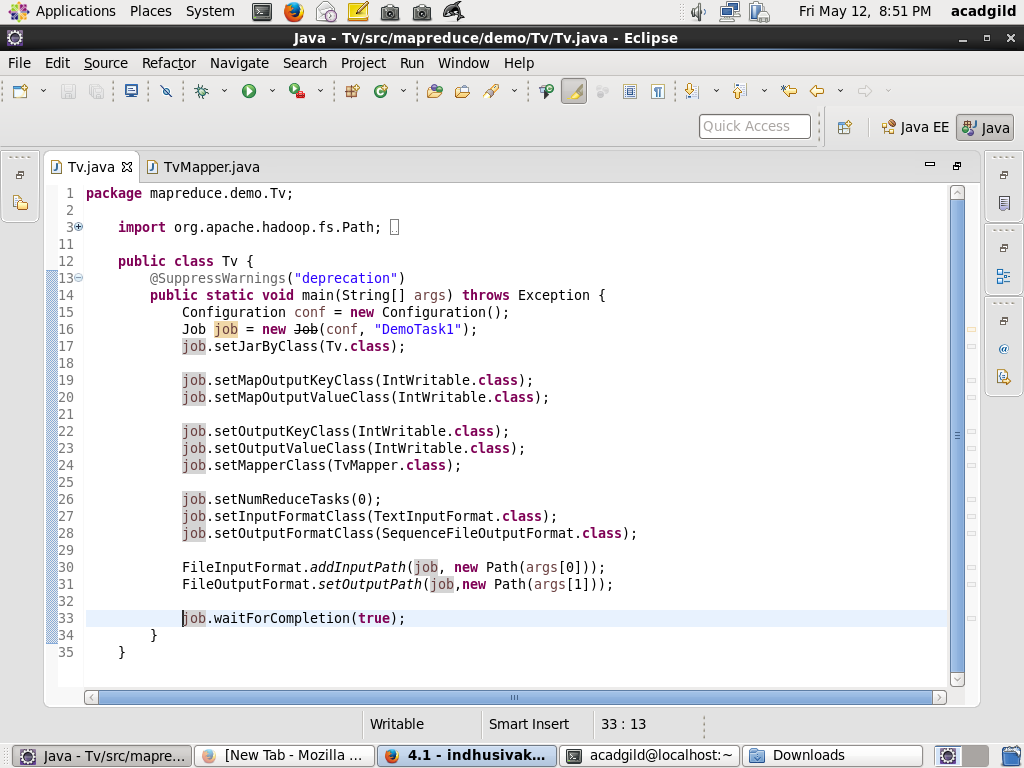 Applications Places System Fri May 12, 8:51 PM acadgild
Java - Tv/src/mapreduce/demo/Tv/Tv.java - Eclipse
File Edit Source Refactor Navigate Search Project Run Window Help
Quick Access Java EE Java
Tv.java TvMapper.java
1 package mapreduce.demo.Tv;
2
3 import org.apache.hadoop.fs.Path;
11
12 public class Tv {
13 @SuppressWarnings("deprecation")
14 public static void main(String[] args) throws Exception {
15 Configuration conf = new Configuration();
16 Job job = new Job(conf, "DemoTask1");
17 job.setJarByClass(Tv.class);
18
19 job.setMapOutputKeyClass(IntWritable.class);
20 job.setMapOutputValueClass(IntWritable.class);
21
22 job.setOutputKeyClass(IntWritable.class);
23 job.setOutputValueClass(IntWritable.class);
24 job.setMapperClass(TvMapper.class);
25
26 job.setNumReduceTasks(0);
27 job.setInputFormatClass(TextInputFormat.class);
28 job.setOutputFormatClass(SequenceFileOutputFormat.class);
29
30 FileInputFormat.addInputPath(job, new Path(args[0]));
31 FileOutputFormat.setOutputPath(job,new Path(args[1]));
32
33 job.waitForCompletion(true);
34 }
35 }
Writable Smart Insert 33 : 13
Java - Tv/src/mapre... [New Tab - Mozilla ... 4.1 - indhusivak... acadgild@localhost:~ Downloads